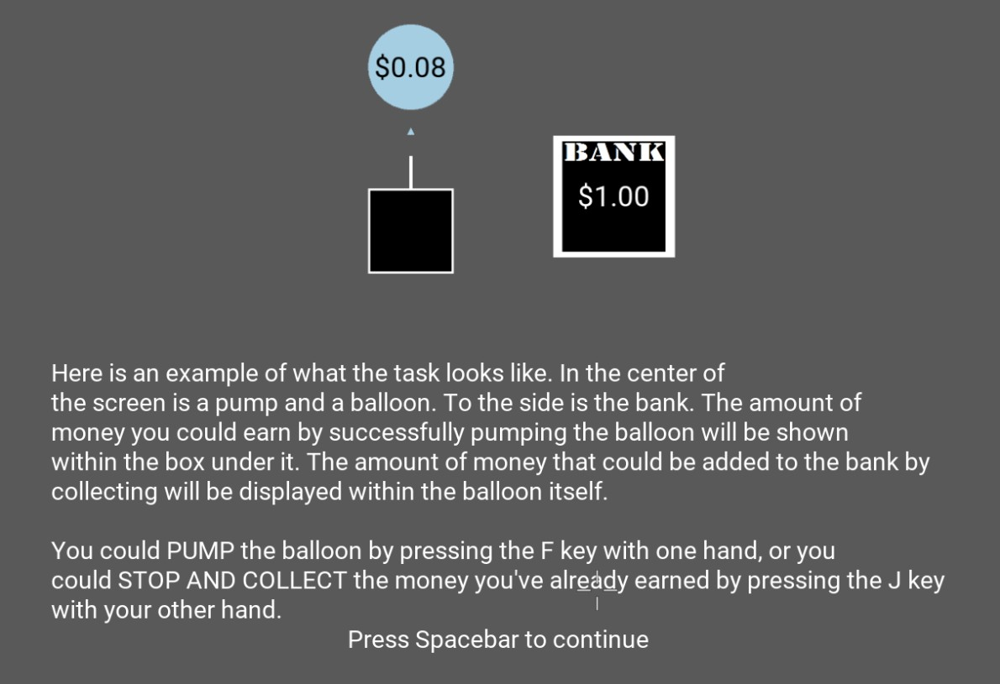 $0.08
BANK
$1.00
Here is an example of what the task looks like. In the center of
the screen is a pump and a balloon. To the side is the bank. The amount of
money you could earn by successfully pumping the balloon will be shown
within the box under it. The amount of money that could be added to the bank by
collecting will be displayed within the balloon itself.
You could PUMP the balloon by pressing the F key with one hand, or you
could STOP AND COLLECT the money you've already earned by pressing the J key
with your other hand.
Press Spacebar to continue